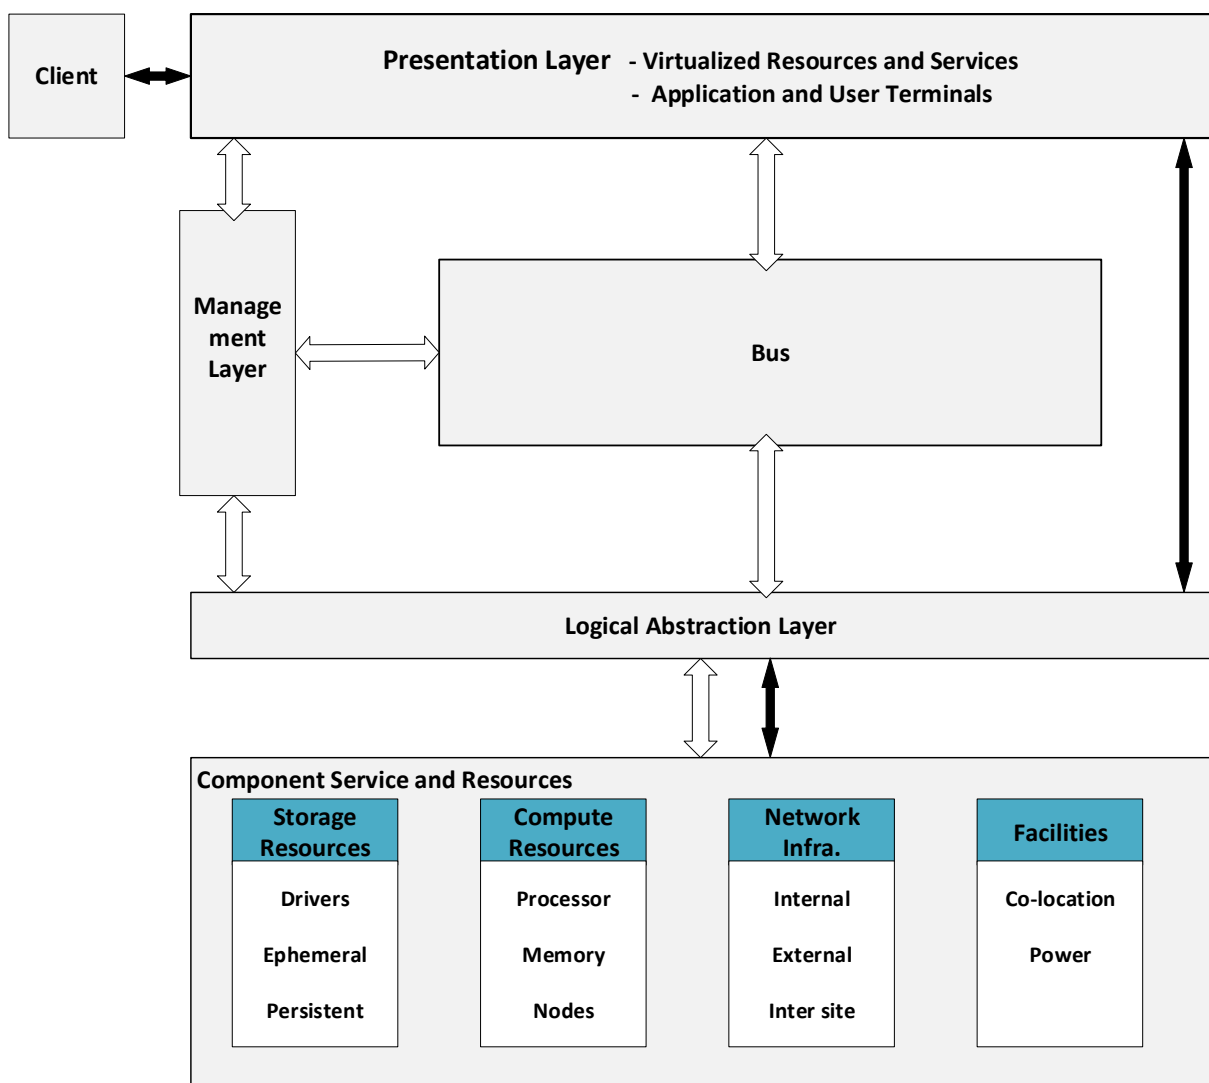 Client
Presentation Layer - Virtualized Resources and Services
- Application and User Terminals
Manage
ment
Layer
Bus
Logical Abstraction Layer
Component Service and Resources
Storage
Resources
Drivers
Ephemeral
Persistent
Compute
Resources
Processor
Memory
Nodes
Network
Infra.
Internal
External
Inter site
Facilities
Co-location
Power